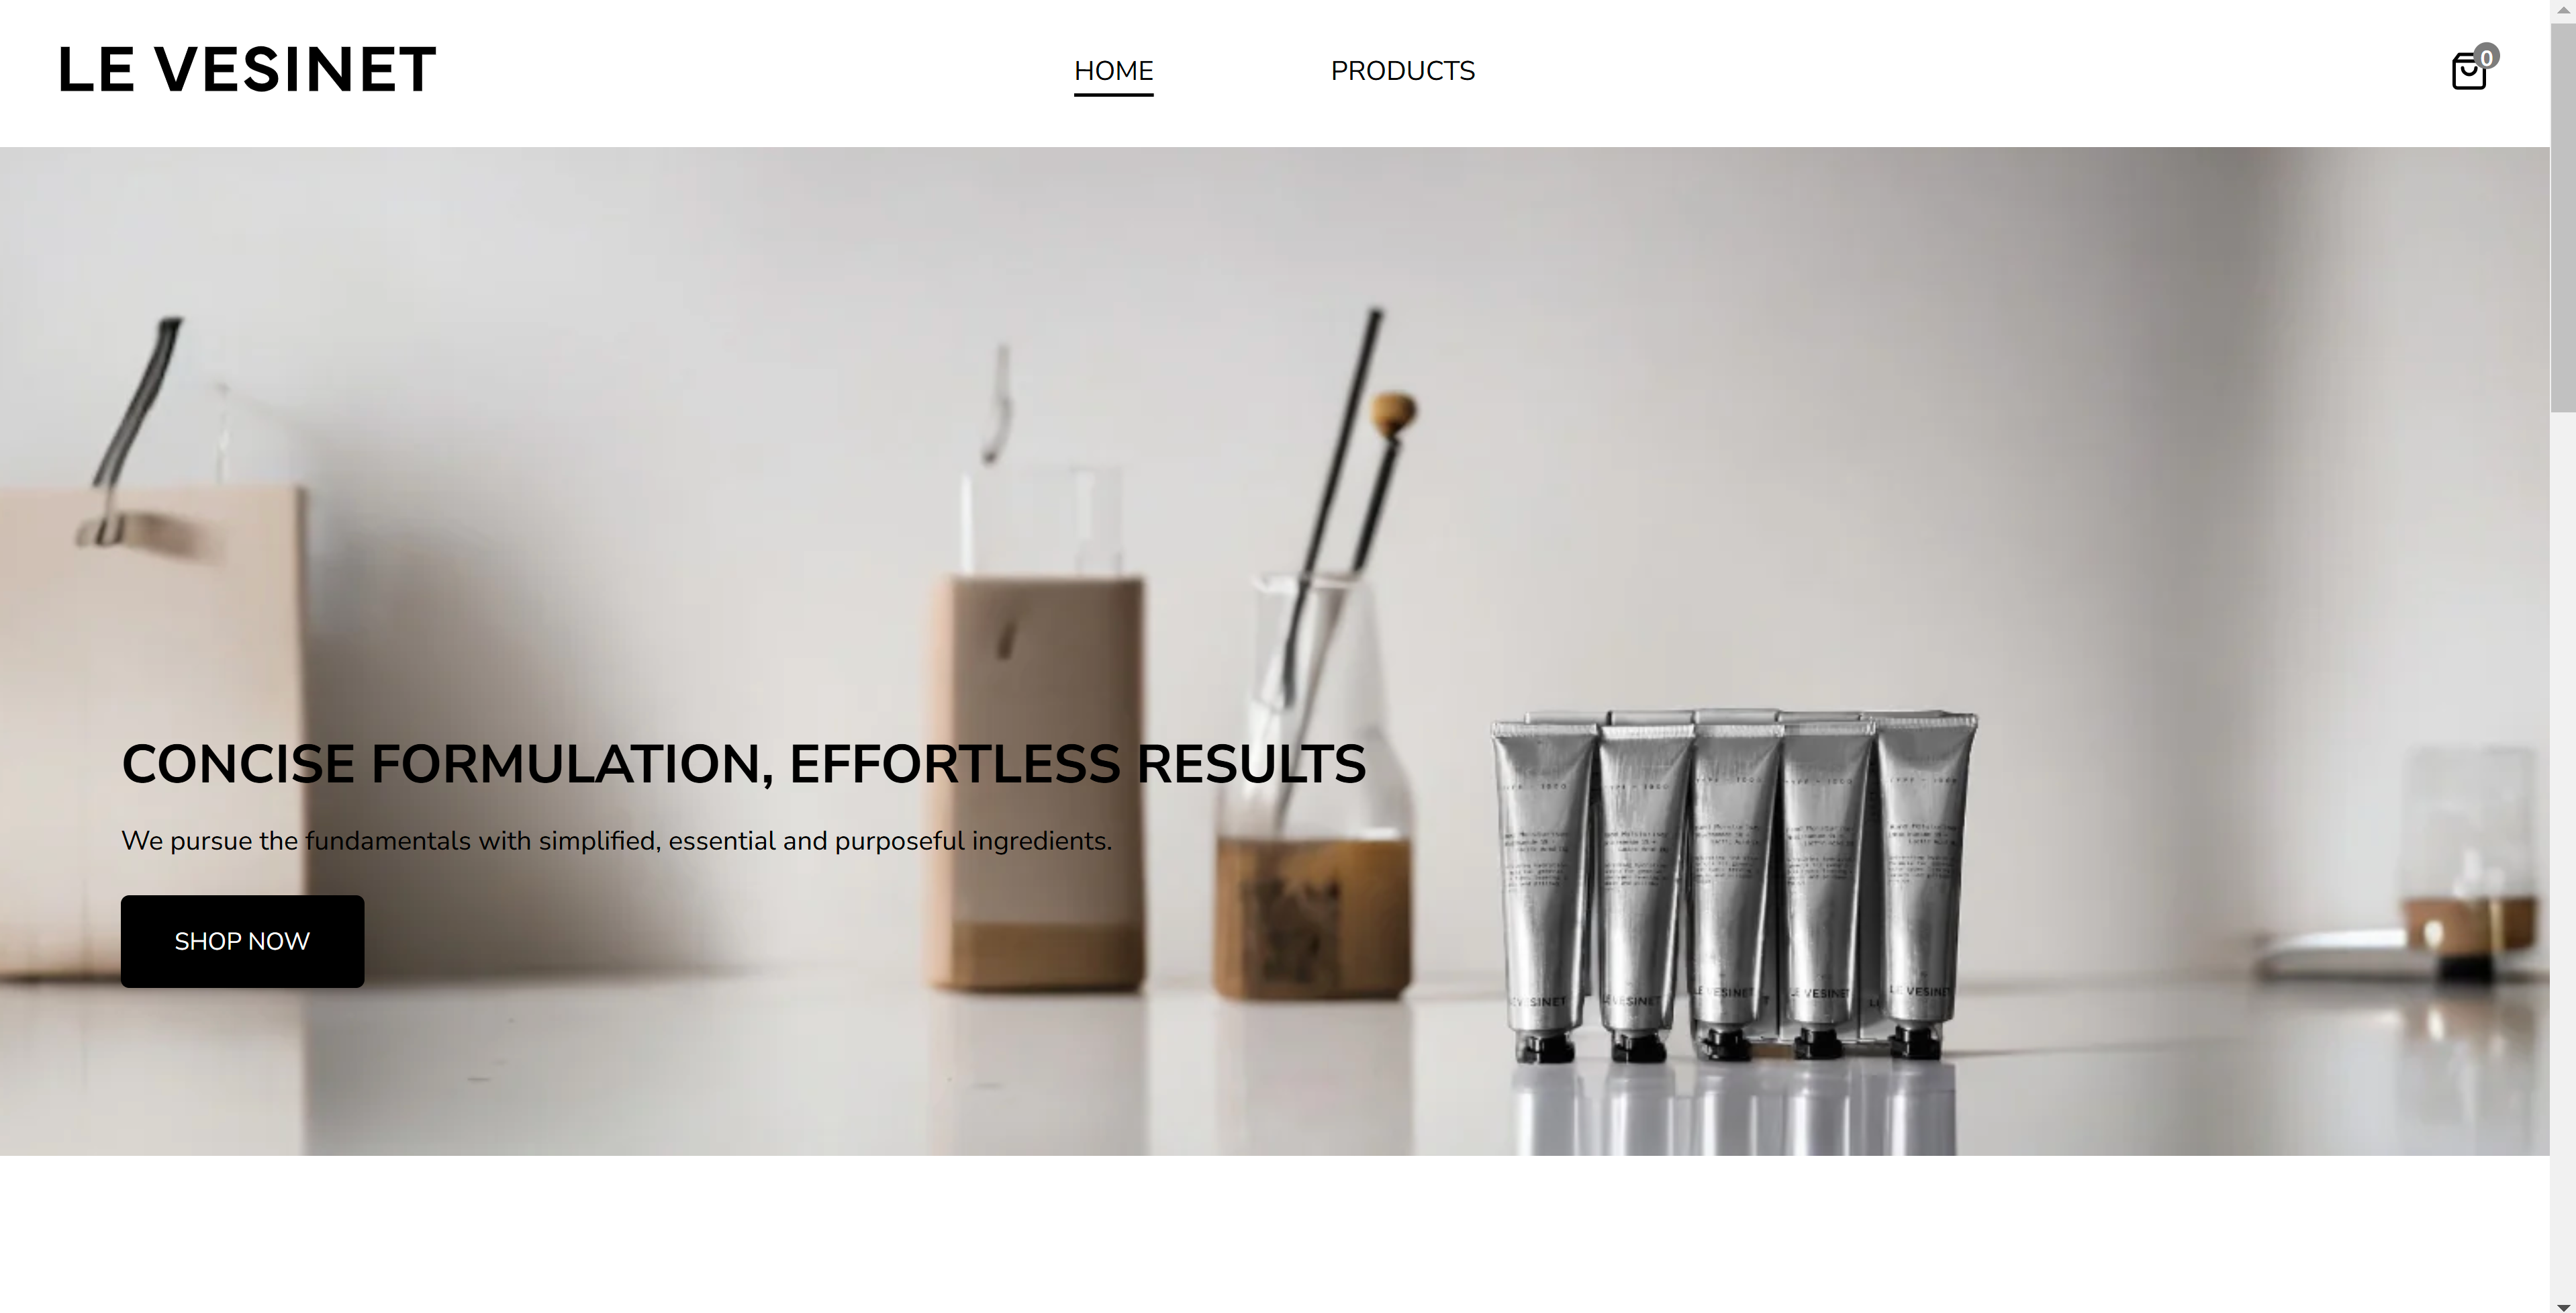 LE VESINET
HOME
PRODUCTS
0
CONCISE FORMULATION, EFFORTLESS RESULTS
We pursue the fundamentals with simplified, essential and purposeful ingredients.
SHOP NOW
LE VESINET
LE VESINET
LE VESINET
LE VESINET